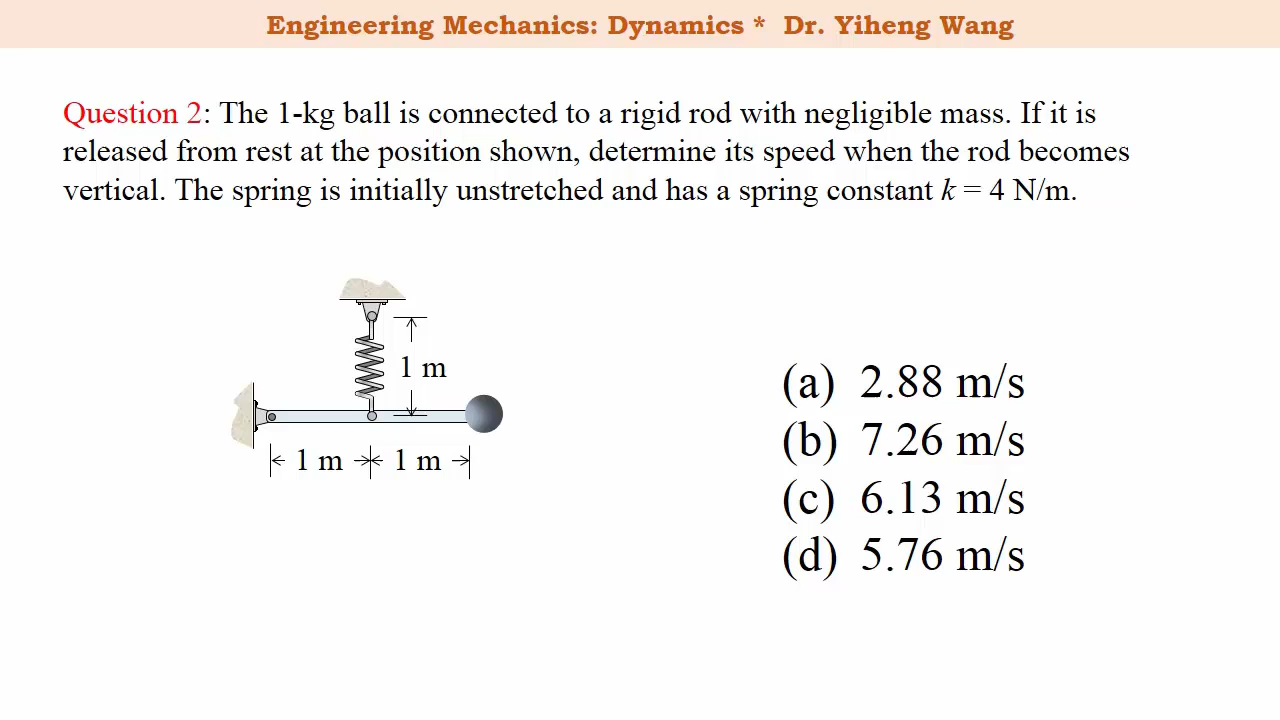 Engineering Mechanics: Dynamics * Dr. Yiheng Wang
Question 2: The 1-kg ball is connected to a rigid rod with negligible mass. If it is
released from rest at the position shown, determine its speed when the rod becomes
vertical. The spring is initially unstretched and has a spring constant k = 4 N/m.
1 m
1 m
1 m
(a) 2.88 m/s
(b) 7.26 m/s
(c) 6.13 m/s
(d) 5.76 m/s